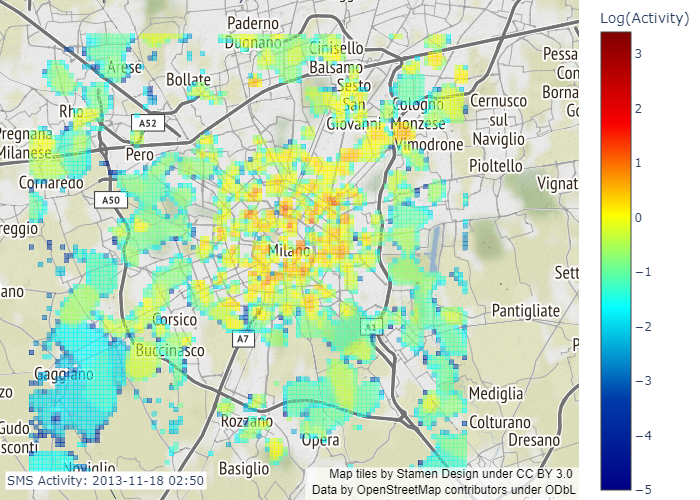 Log(Activity)
3
2
1
0
−1
−2
−3
−4
−5
Paderno
Dugnano
Cinisello
Balsamo
Arese
Bollate
Sesto
San
Giovanni
Cologno
Monzese
Cernusco
sul
Naviglio
Pessa
Con
Borna
Go
Rho
A52
Pregnana
Milanese
Pero
Vimodrone
Pioltello
Cornaredo
A50
Vignat
reggio
Milano
Sett
ano
Pantigliate
Corsico
A7
A1
Buccinasco
P
Gaggiano
zo
Mediglia
Rozzano
Colturano
Gudo
sconti
Opera
Dresano
Basiglio
Noviglio
SMS Activity: 2013-11-18 02:50
Map tiles by Stamen Design under CC BY 3.0
Data by OpenStreetMap contributors under ODbL